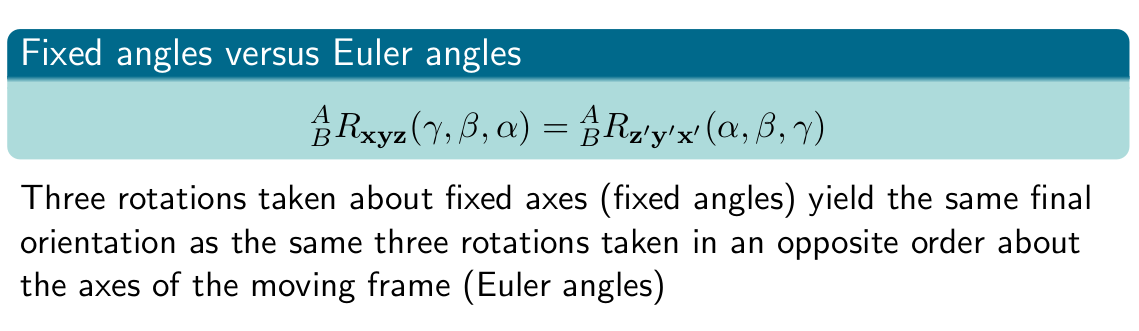 Fixed angles versus Euler angles
$^A_B R_{\mathbf{xyz}}(\gamma, \beta, \alpha) = {}^A_B R_{\mathbf{z'y'x'}}(\alpha, \beta, \gamma)$
Three rotations taken about fixed axes (fixed angles) yield the same final
orientation as the same three rotations taken in an opposite order about
the axes of the moving frame (Euler angles)